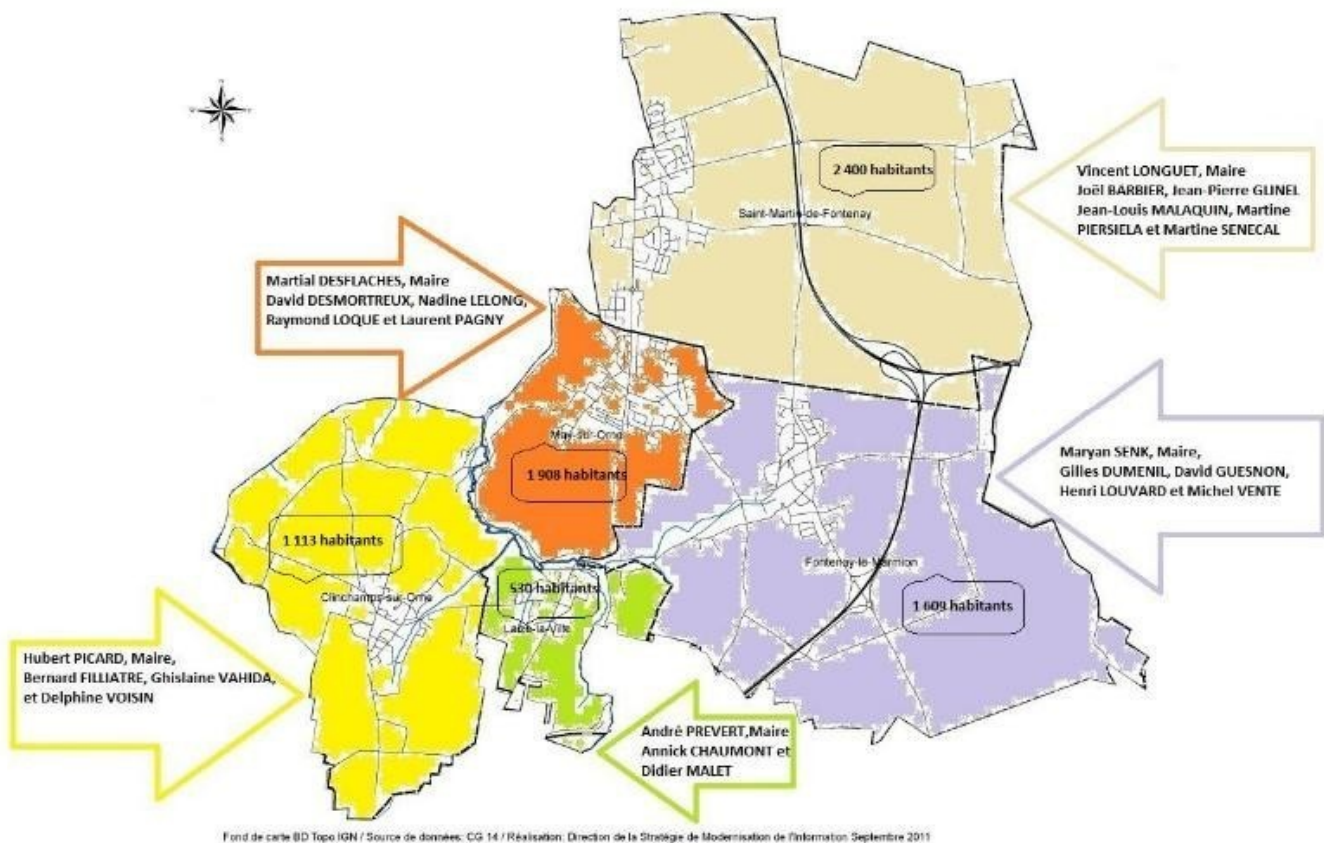 2 400 habitants
Saint-Martin-de-Fontenay
Vincent LONGUET, Maire
Joël BARBIER, Jean-Pierre GLINEL
Jean-Louis MALAQUIN, Martine
PIERSIELA et Martine SENECAL
Martial DESFLACHES, Maire
David DESMORTREUX, Nadine LELONG,
Raymond LOQUE et Laurent PAGNY
May-sur-Orne
1 908 habitants
Maryan SENK, Maire,
Gilles DUMENIL, David GUESNON,
Henri LOUVARD et Michel VENTE
1 113 habitants
Clinchamps-sur-Orne
530 habitants
Laize-la-Ville
Fontenay-le-Marmion
1 609 habitants
Hubert PICARD, Maire,
Bernard FILLIATRE, Ghislaine VAHIDA,
et Delphine VOISIN
André PREVERT,Maire
Annick CHAUMONT et
Didier MALET
Fond de carte BD Topo IGN / Source de données: CG 14 / Réalisation: Direction de la Stratégie de Modernisation de l'Information Septembre 2011